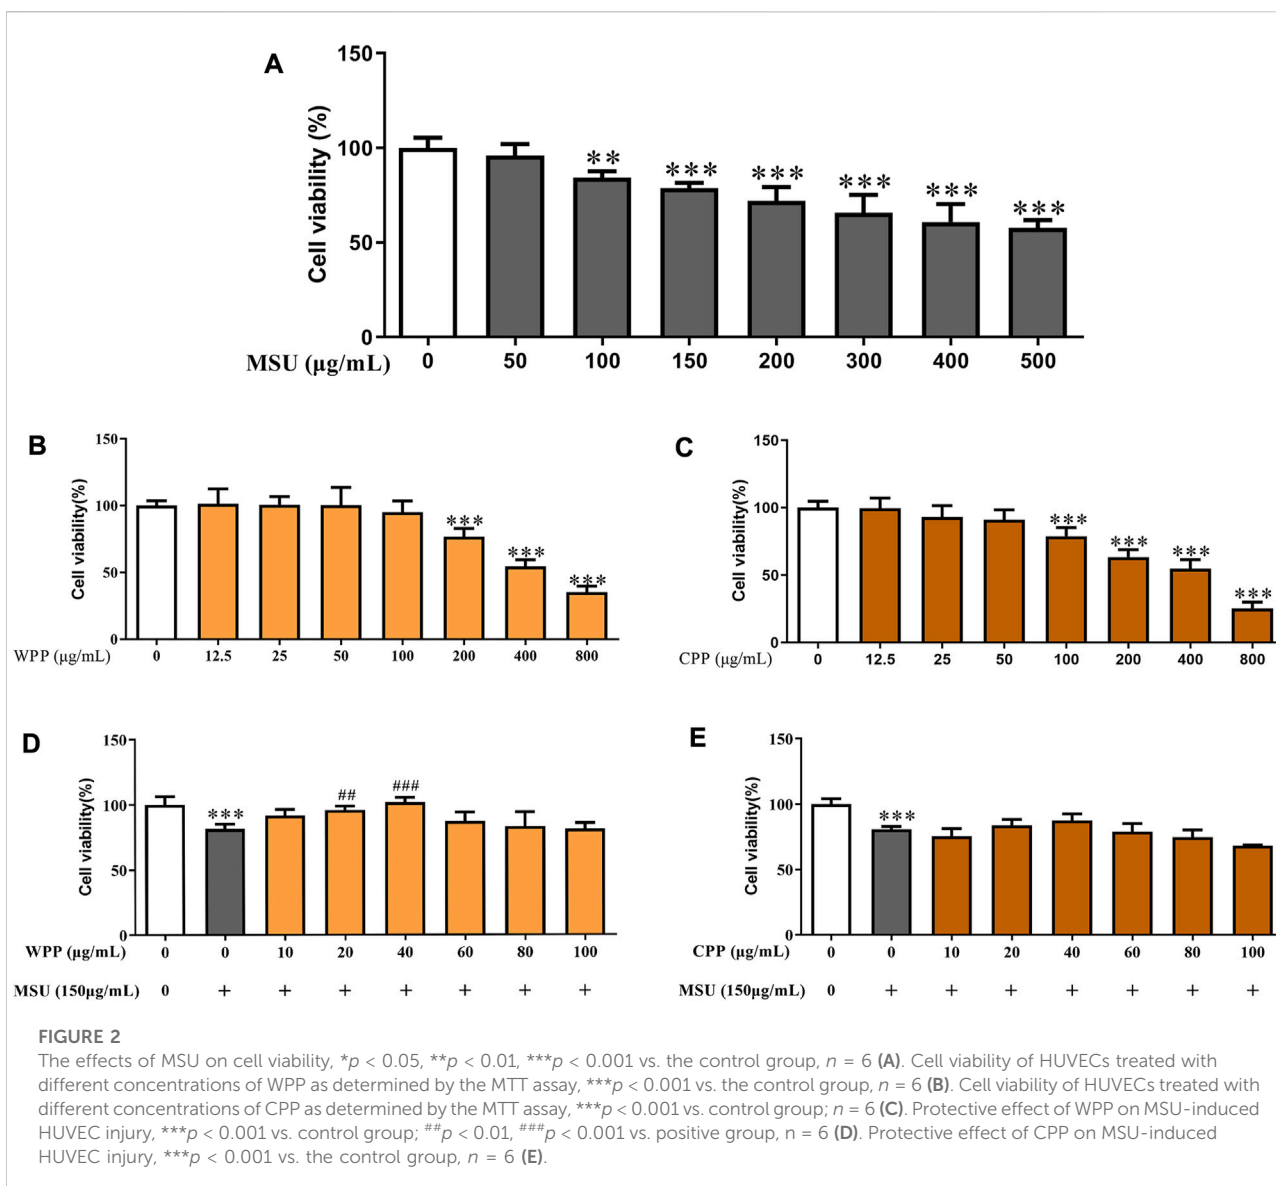 A
150
100
50
0
Cell viability (%)
** *** *** *** *** ***
MSU (µg/mL) 0 50 100 150 200 300 400 500
B
150
100
50
0
Cell viability(%)
*** *** ***
WPP (µg/mL) 0 12.5 25 50 100 200 400 800
C
150
100
50
0
Cell viability(%)
*** *** *** ***
CPP (µg/mL) 0 12.5 25 50 100 200 400 800
D
150
100
50
0
Cell viability(%)
*** ## ###
WPP (µg/mL) 0 0 10 20 40 60 80 100
MSU (150µg/mL) 0 + + + + + + +
E
150
100
50
0
Cell viability(%)
***
CPP (µg/mL) 0 0 10 20 40 60 80 100
MSU (150µg/mL) 0 + + + + + + +
FIGURE 2
The effects of MSU on cell viability, *p < 0.05, **p < 0.01, ***p < 0.001 vs. the control group, n = 6 (A). Cell viability of HUVECs treated with
different concentrations of WPP as determined by the MTT assay, ***p < 0.001 vs. the control group, n = 6 (B). Cell viability of HUVECs treated with
different concentrations of CPP as determined by the MTT assay, ***p < 0.001 vs. control group; n = 6 (C). Protective effect of WPP on MSU-induced
HUVEC injury, ***p < 0.001 vs. control group; ##p < 0.01, ###p < 0.001 vs. positive group, n = 6 (D). Protective effect of CPP on MSU-induced
HUVEC injury, ***p < 0.001 vs. the control group, n = 6 (E).